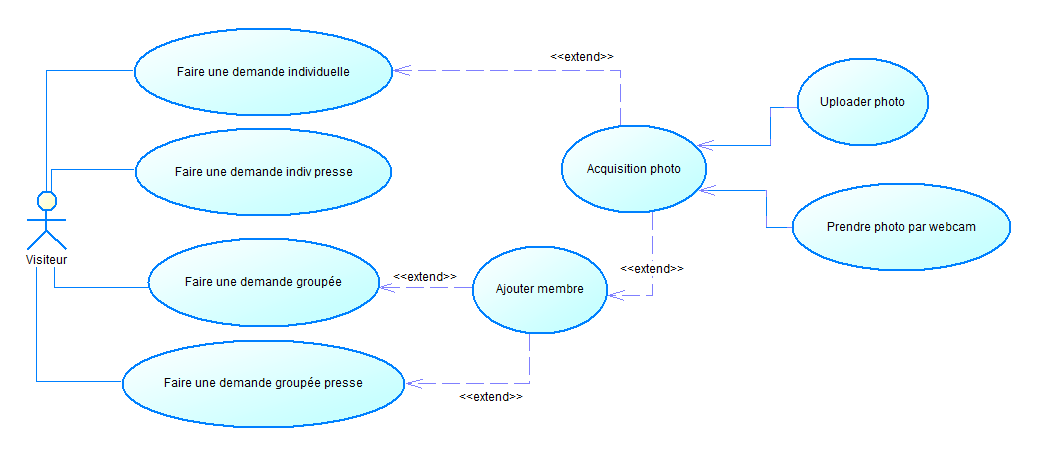 <<extend>>
Faire une demande individuelle
Uploader photo
Acquisition photo
Faire une demande indiv presse
Prendre photo par webcam
Visiteur
<<extend>>
<<extend>>
Faire une demande groupée
Ajouter membre
Faire une demande groupée presse
<<extend>>